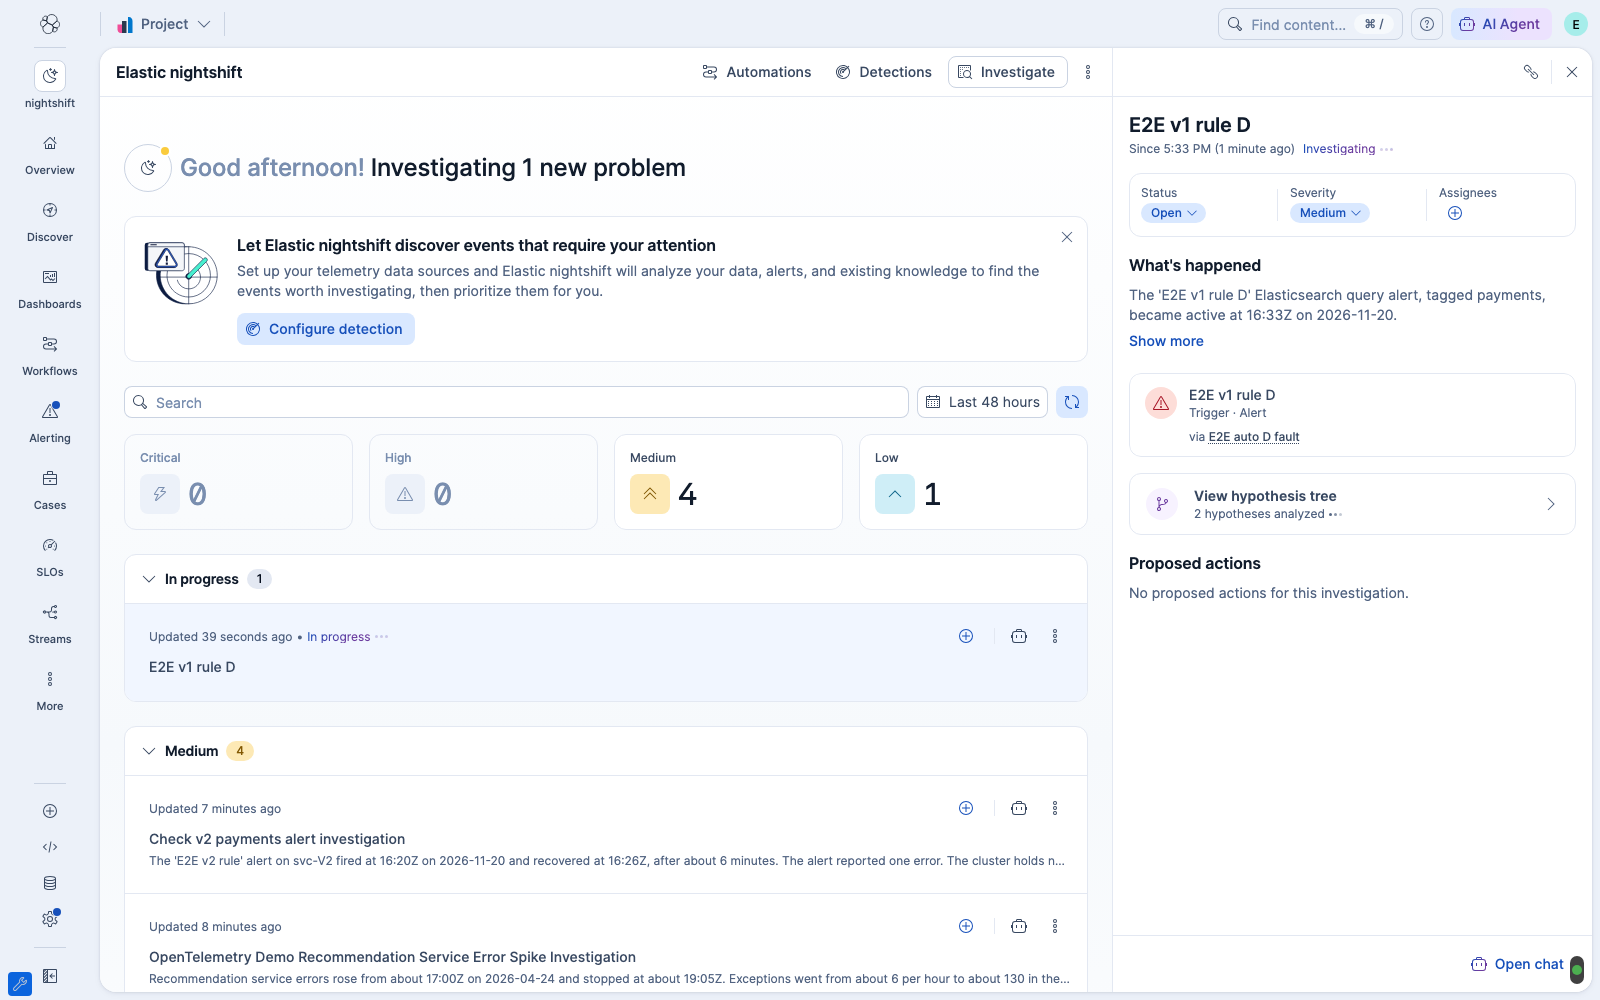 Project
Find content...
⌘ /
AI Agent
E
nightshift
Overview
Discover
Dashboards
Workflows
Alerting
Cases
SLOs
Streams
More
Elastic nightshift
Automations
Detections
Investigate
Good afternoon! Investigating 1 new problem
Let Elastic nightshift discover events that require your attention
Set up your telemetry data sources and Elastic nightshift will analyze your data, alerts, and existing knowledge to find the
events worth investigating, then prioritize them for you.
Configure detection
Search
Last 48 hours
Critical
0
High
0
Medium
4
Low
1
In progress 1
Updated 39 seconds ago • In progress
E2E v1 rule D
Medium 4
Updated 7 minutes ago
Check v2 payments alert investigation
The 'E2E v2 rule' alert on svc-V2 fired at 16:20Z on 2026-11-20 and recovered at 16:26Z, after about 6 minutes. The alert reported one error. The cluster holds n...
Updated 8 minutes ago
OpenTelemetry Demo Recommendation Service Error Spike Investigation
Recommendation service errors rose from about 17:00Z on 2026-04-24 and stopped at about 19:05Z. Exceptions went from about 6 per hour to about 130 in the...
E2E v1 rule D
Since 5:33 PM (1 minute ago) Investigating
Status
Open
Severity
Medium
Assignees
What's happened
The 'E2E v1 rule D' Elasticsearch query alert, tagged payments,
became active at 16:33Z on 2026-11-20.
Show more
E2E v1 rule D
Trigger · Alert
via E2E auto D fault
View hypothesis tree
2 hypotheses analyzed
Proposed actions
No proposed actions for this investigation.
Open chat